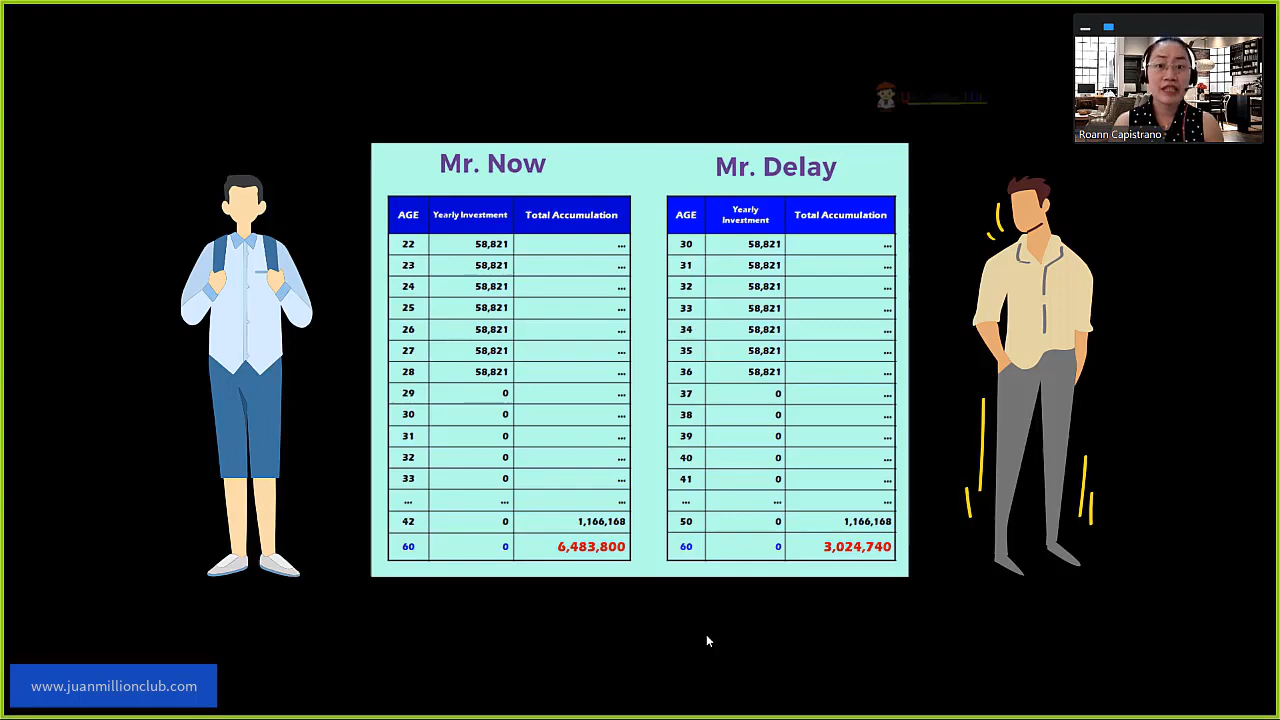 Roann Capistrano
Mr. Now
Mr. Delay
AGE Yearly Investment Total Accumulation
22 58,821 ...
23 58,821 ...
24 58,821 ...
25 58,821 ...
26 58,821 ...
27 58,821 ...
28 58,821 ...
29 0 ...
30 0 ...
31 0 ...
32 0 ...
33 0 ...
... ... ...
42 0 1,166,168
60 0 6,483,800
AGE Yearly Investment Total Accumulation
30 58,821 ...
31 58,821 ...
32 58,821 ...
33 58,821 ...
34 58,821 ...
35 58,821 ...
36 58,821 ...
37 0 ...
38 0 ...
39 0 ...
40 0 ...
41 0 ...
... ... ...
50 0 1,166,168
60 0 3,024,740
www.juanmillionclub.com